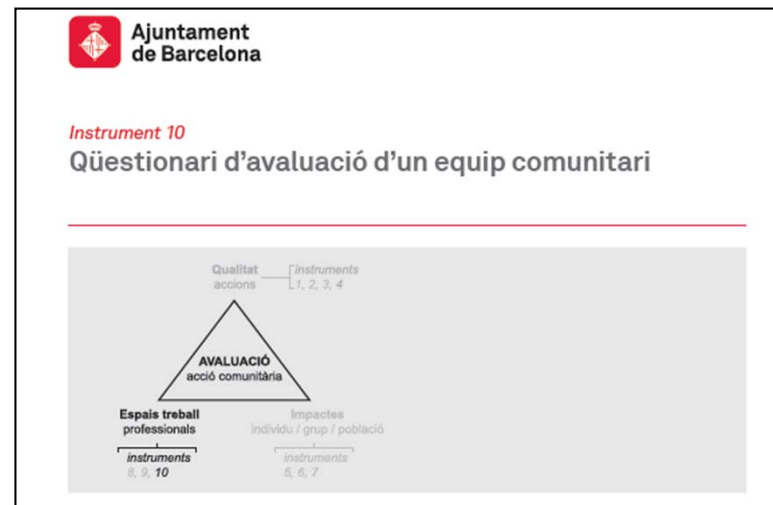 Ajuntament
de Barcelona
Instrument 10
Qüestionari d'avaluació d'un equip comunitari
Qualitat
accions
instruments
1, 2, 3, 4
AVALUACIÓ
acció comunitària
Espais treball
professionals
instruments
8, 9, 10
Impactes
individu / grup / població
instruments
5, 6, 7